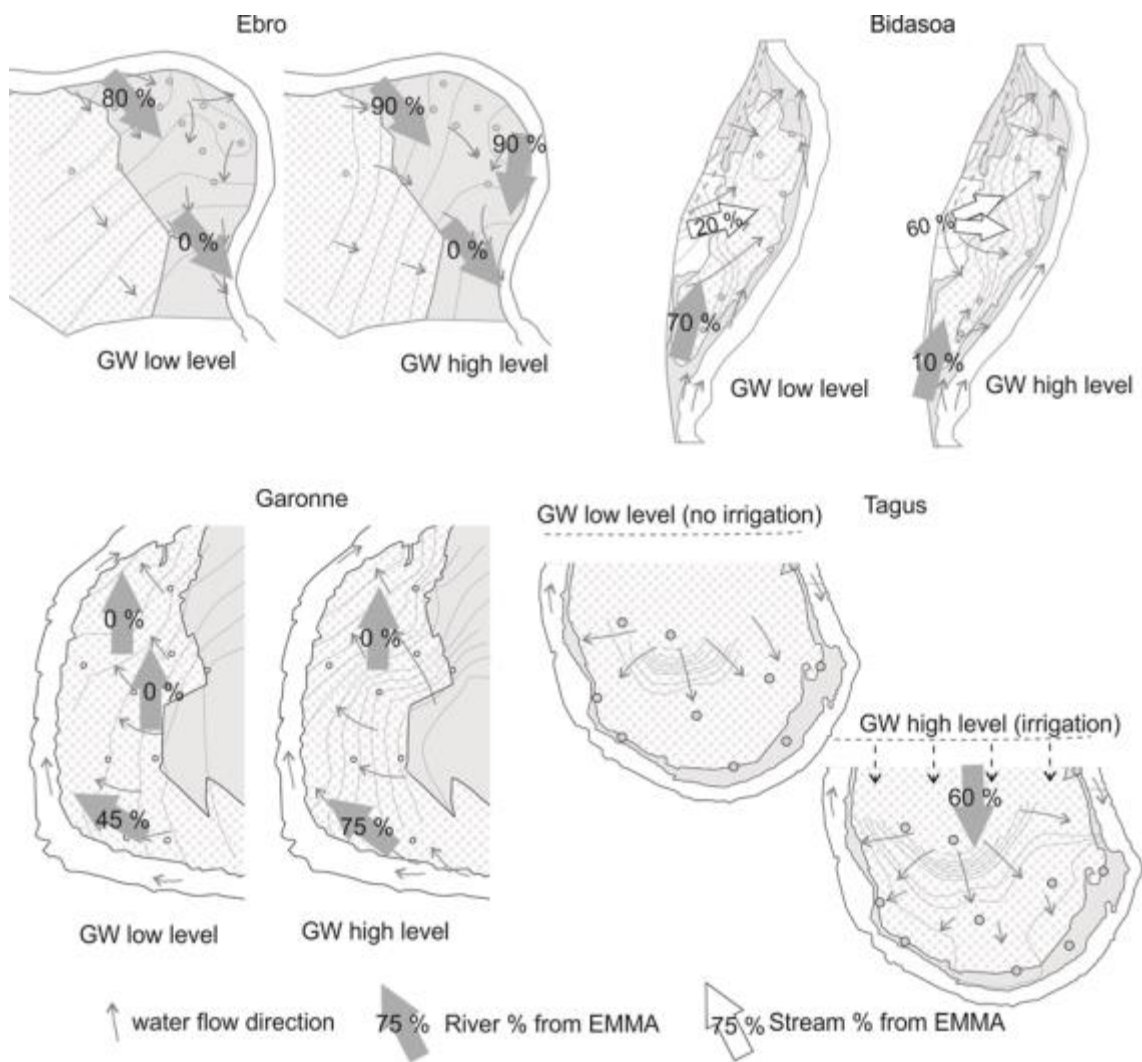 Ebro
Bidasoa
80 %
0 %
GW low level
90 %
90 %
0 %
GW high level
20 %
70 %
GW low level
60 %
10 %
GW high level
Garonne
0 %
0 %
45 %
GW low level
0 %
75 %
GW high level
Tagus
GW low level (no irrigation)
GW high level (irrigation)
60 %
water flow direction
75 % River % from EMMA
75 % Stream % from EMMA